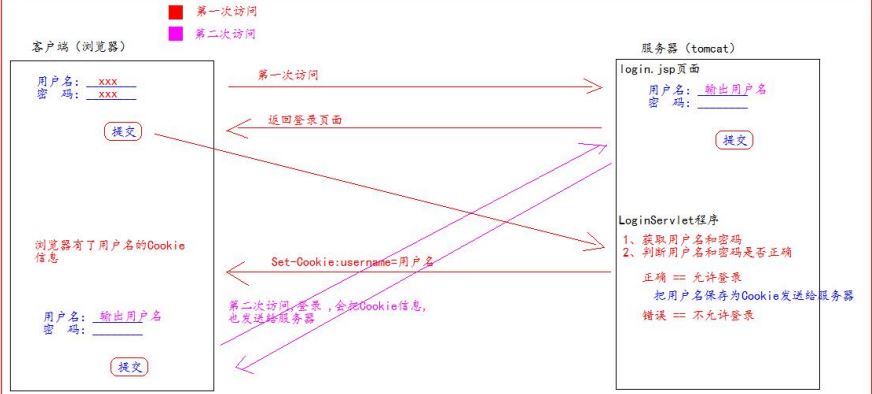 第一次访问
第二次访问
客户端（浏览器）
服务器（tomcat）
用户名：xxx
密 码：xxx
提交
浏览器有了用户名的Cookie
信息
用户名：输出用户名
密 码：
提交
第一次访问
返回登录页面
Set-Cookie:username=用户名
第二次访问,登录 ,会把Cookie信息,
也发送给服务器
login.jsp页面
用户名：输出用户名
密 码：
提交
LoginServlet程序
1、获取用户名和密码
2、判断用户名和密码是否正确
正确 == 允许登录
把用户名保存为Cookie发送给服务器
错误 == 不允许登录